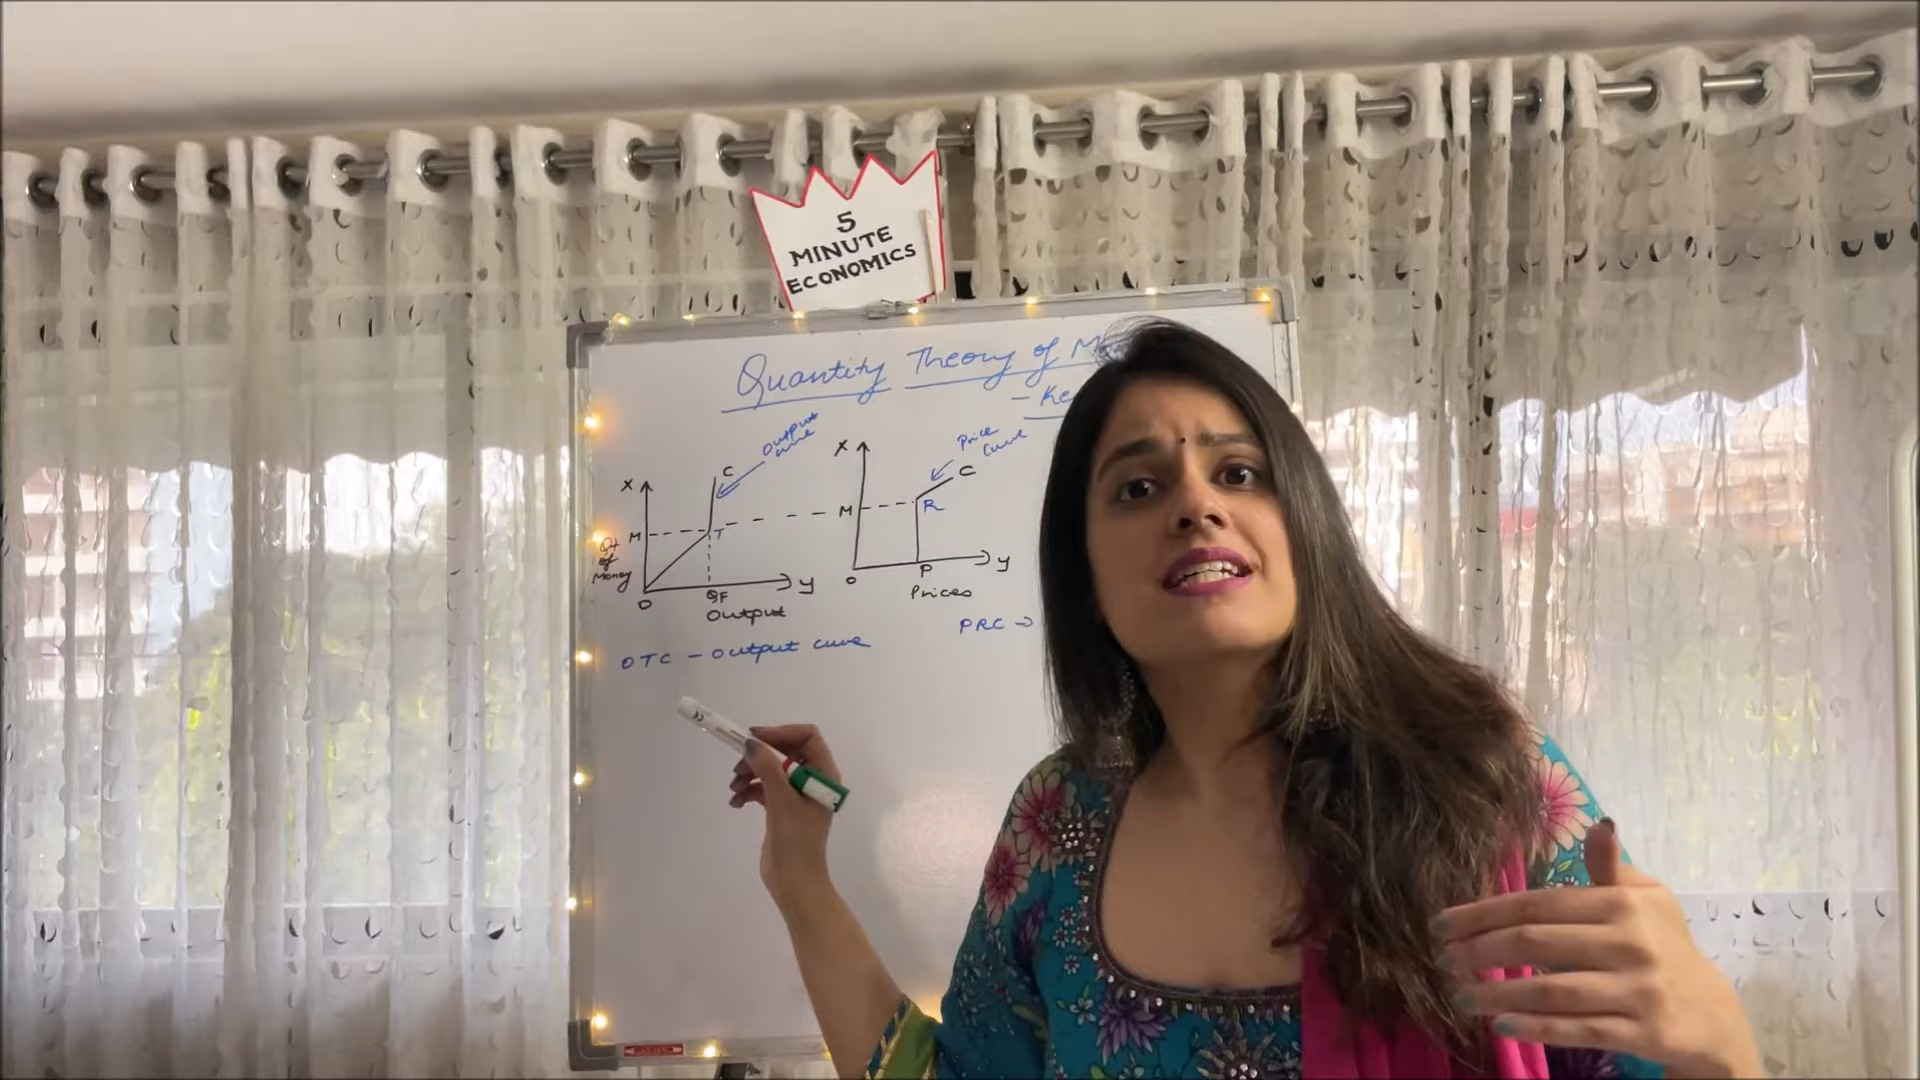 5
MINUTE
ECONOMICS
Quantity Theory of
- Ke
Output
curve
X
C
M
T
Qt
of
Money
O
QF
y
Output
OTC - Output curve
Price
Curve
X
C
M
R
O
P
y
Prices
PRC →